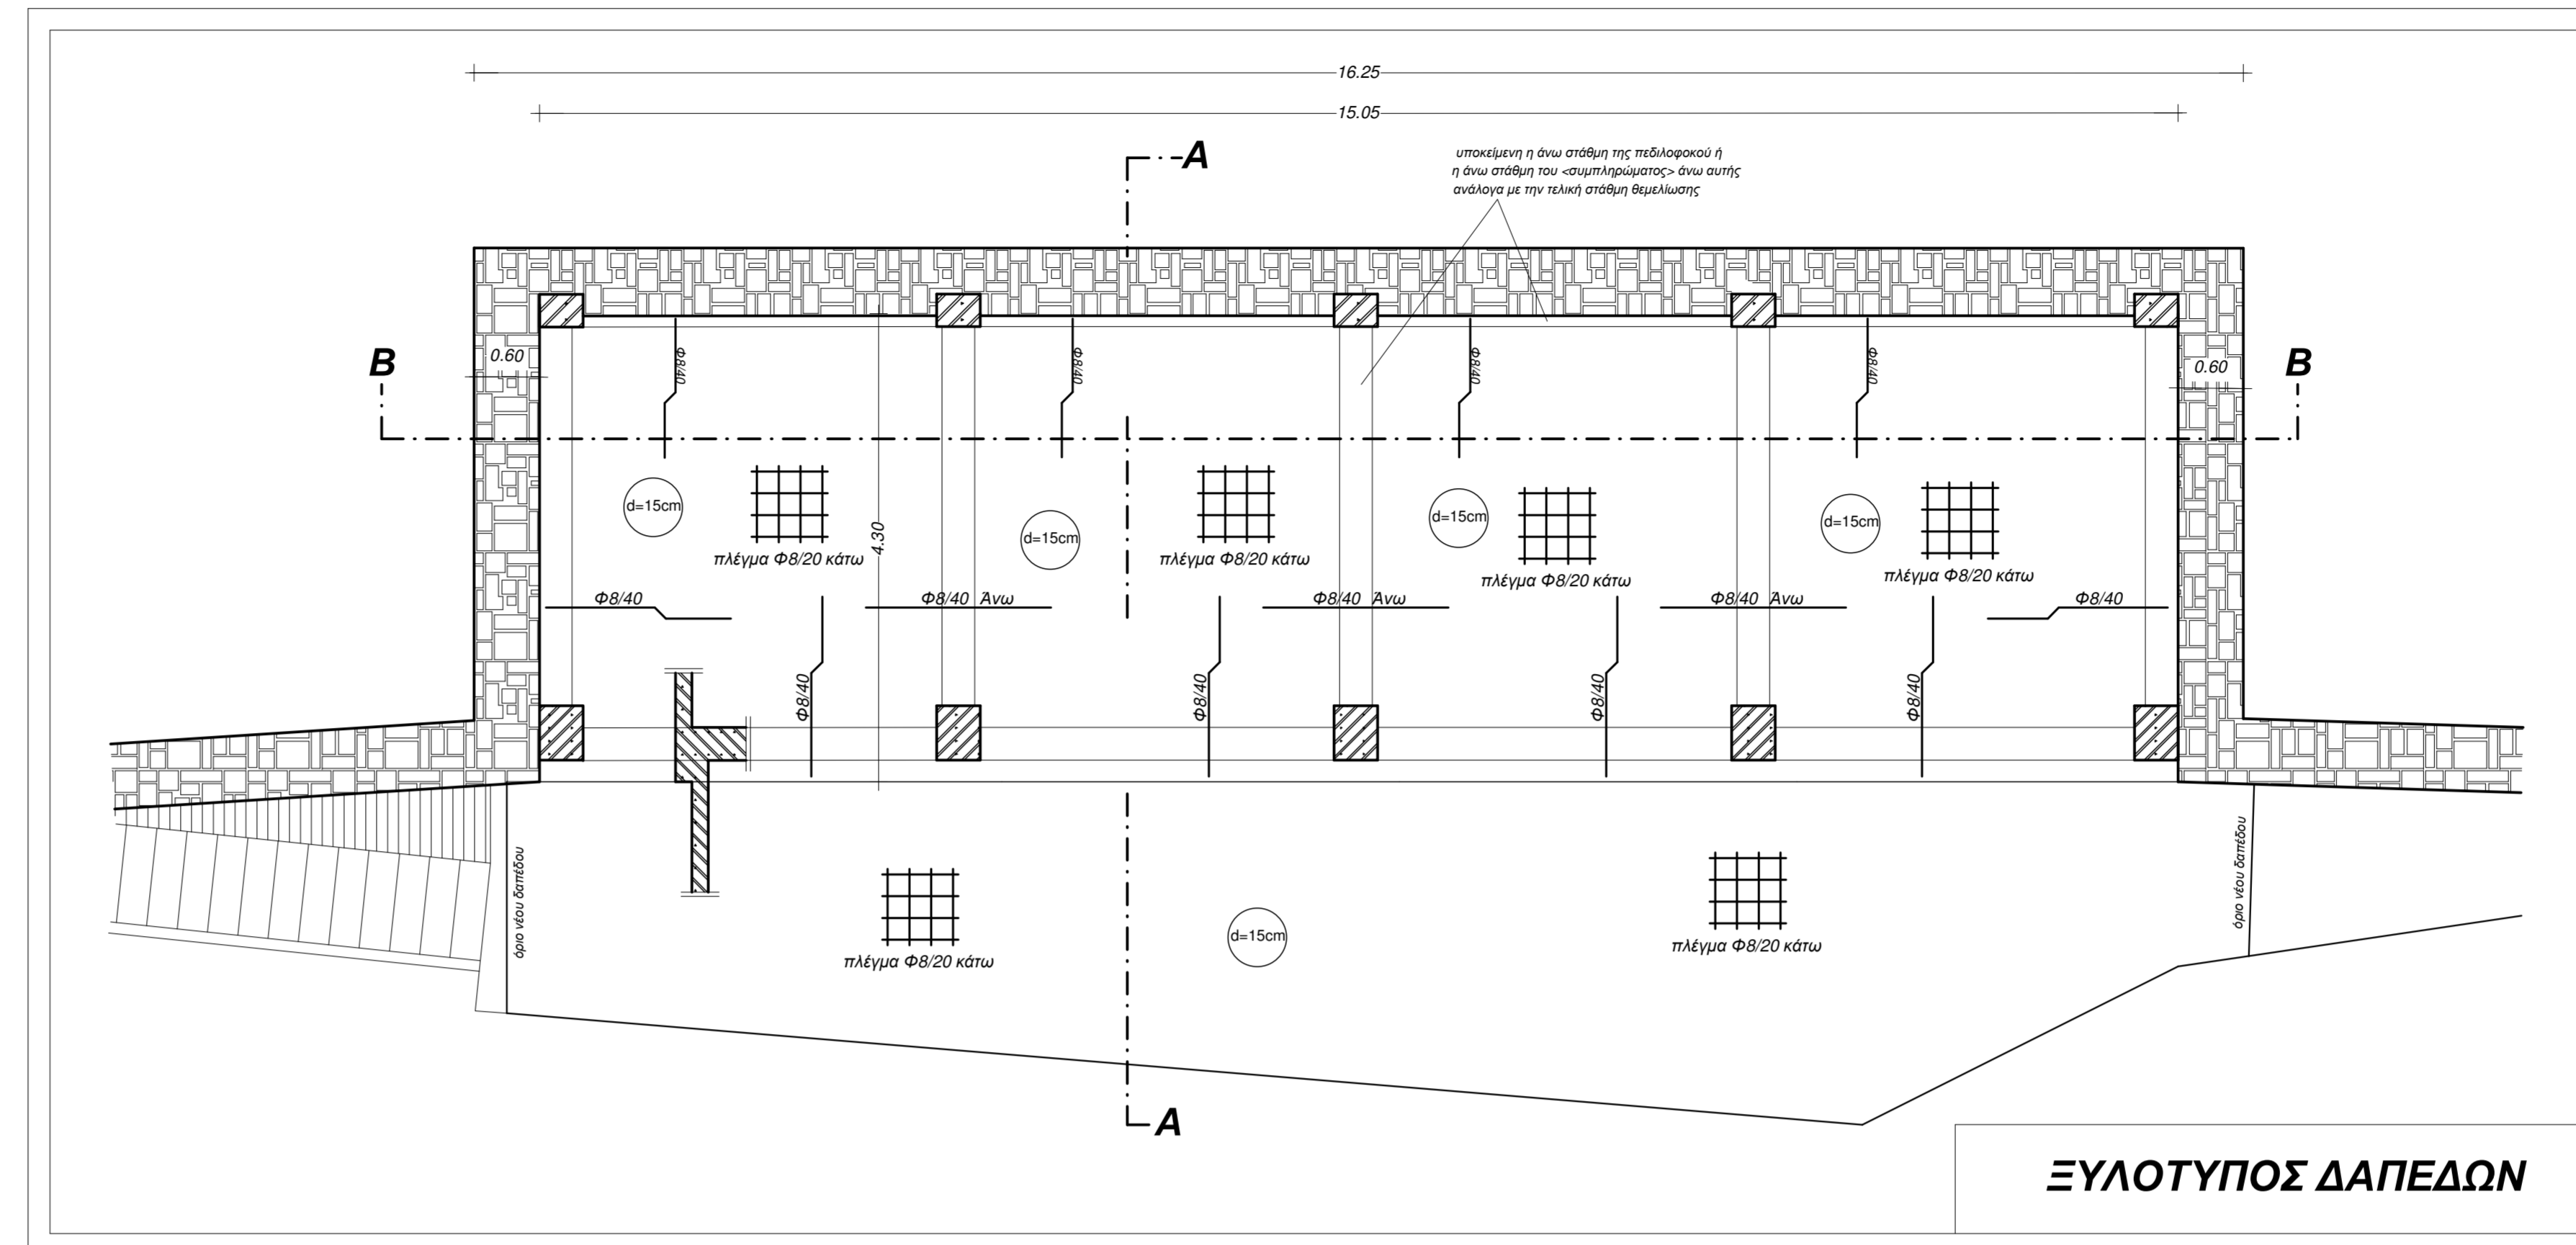 16.25
15.05
A
υποκείμενη η άνω στάθμη της πεδιλοφοκού ή
η άνω στάθμη του <συμπληρώματος> άνω αυτής
ανάλογα με την τελική στάθμη θεμελίωσης
B
0.60
Φ8/40
Φ8/40
Φ8/40
Φ8/40
0.60
B
d=15cm
πλέγμα Φ8/20 κάτω
4.30
d=15cm
πλέγμα Φ8/20 κάτω
d=15cm
πλέγμα Φ8/20 κάτω
d=15cm
πλέγμα Φ8/20 κάτω
Φ8/40
Φ8/40 Άνω
Φ8/40 Άνω
Φ8/40 Άνω
Φ8/40
Φ8/40
Φ8/40
Φ8/40
Φ8/40
όριο νέου δαπέδου
όριο νέου δαπέδου
πλέγμα Φ8/20 κάτω
d=15cm
πλέγμα Φ8/20 κάτω
A
ΞΥΛΟΤΥΠΟΣ ΔΑΠΕΔΩΝ